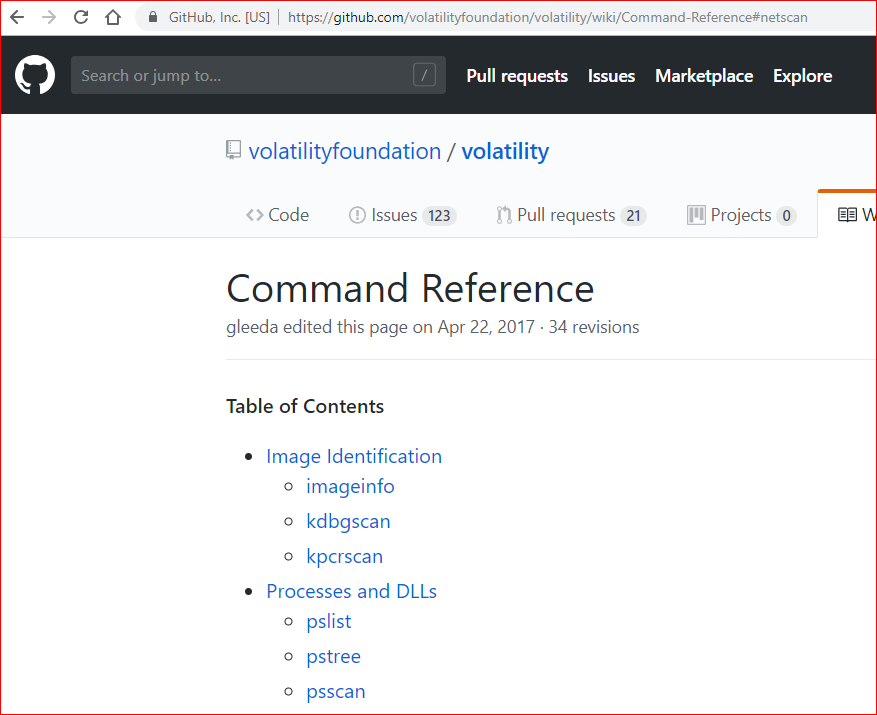 GitHub, Inc. [US] | https://github.com/volatilityfoundation/volatility/wiki/Command-Reference#netscan
Search or jump to... / Pull requests Issues Marketplace Explore
volatilityfoundation / volatility
<> Code Issues 123 Pull requests 21 Projects 0 W
Command Reference
gleeda edited this page on Apr 22, 2017 · 34 revisions
Table of Contents
• Image Identification
○ imageinfo
○ kdbgscan
○ kpcrscan
• Processes and DLLs
○ pslist
○ pstree
○ psscan